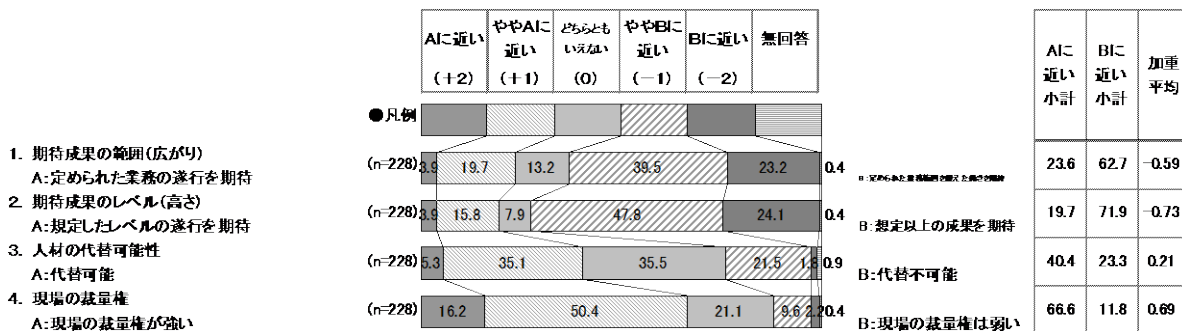 Aに近い ややAに近い どちらともいえない ややBに近い Bに近い 無回答
(+2) (+1) (0) (−1) (−2)
Aに近い小計 Bに近い小計 加重平均
●凡例
1. 期待成果の範囲(広がり)
A:定められた業務の遂行を期待
(n=228) 3.9 19.7 13.2 39.5 23.2 0.4
23.6 62.7 −0.59
2. 期待成果のレベル(高さ)
A:規定したレベルの遂行を期待
(n=228) 3.9 15.8 7.9 47.8 24.1 0.4
B:想定以上の成果を期待
19.7 71.9 −0.73
3. 人材の代替可能性
A:代替可能
(n=228) 5.3 35.1 35.5 21.5 1.8 0.9
B:代替不可能
40.4 23.3 0.21
4. 現場の裁量権
A:現場の裁量権が強い
(n=228) 16.2 50.4 21.1 9.6 2.2 0.4
B:現場の裁量権は弱い
66.6 11.8 0.69